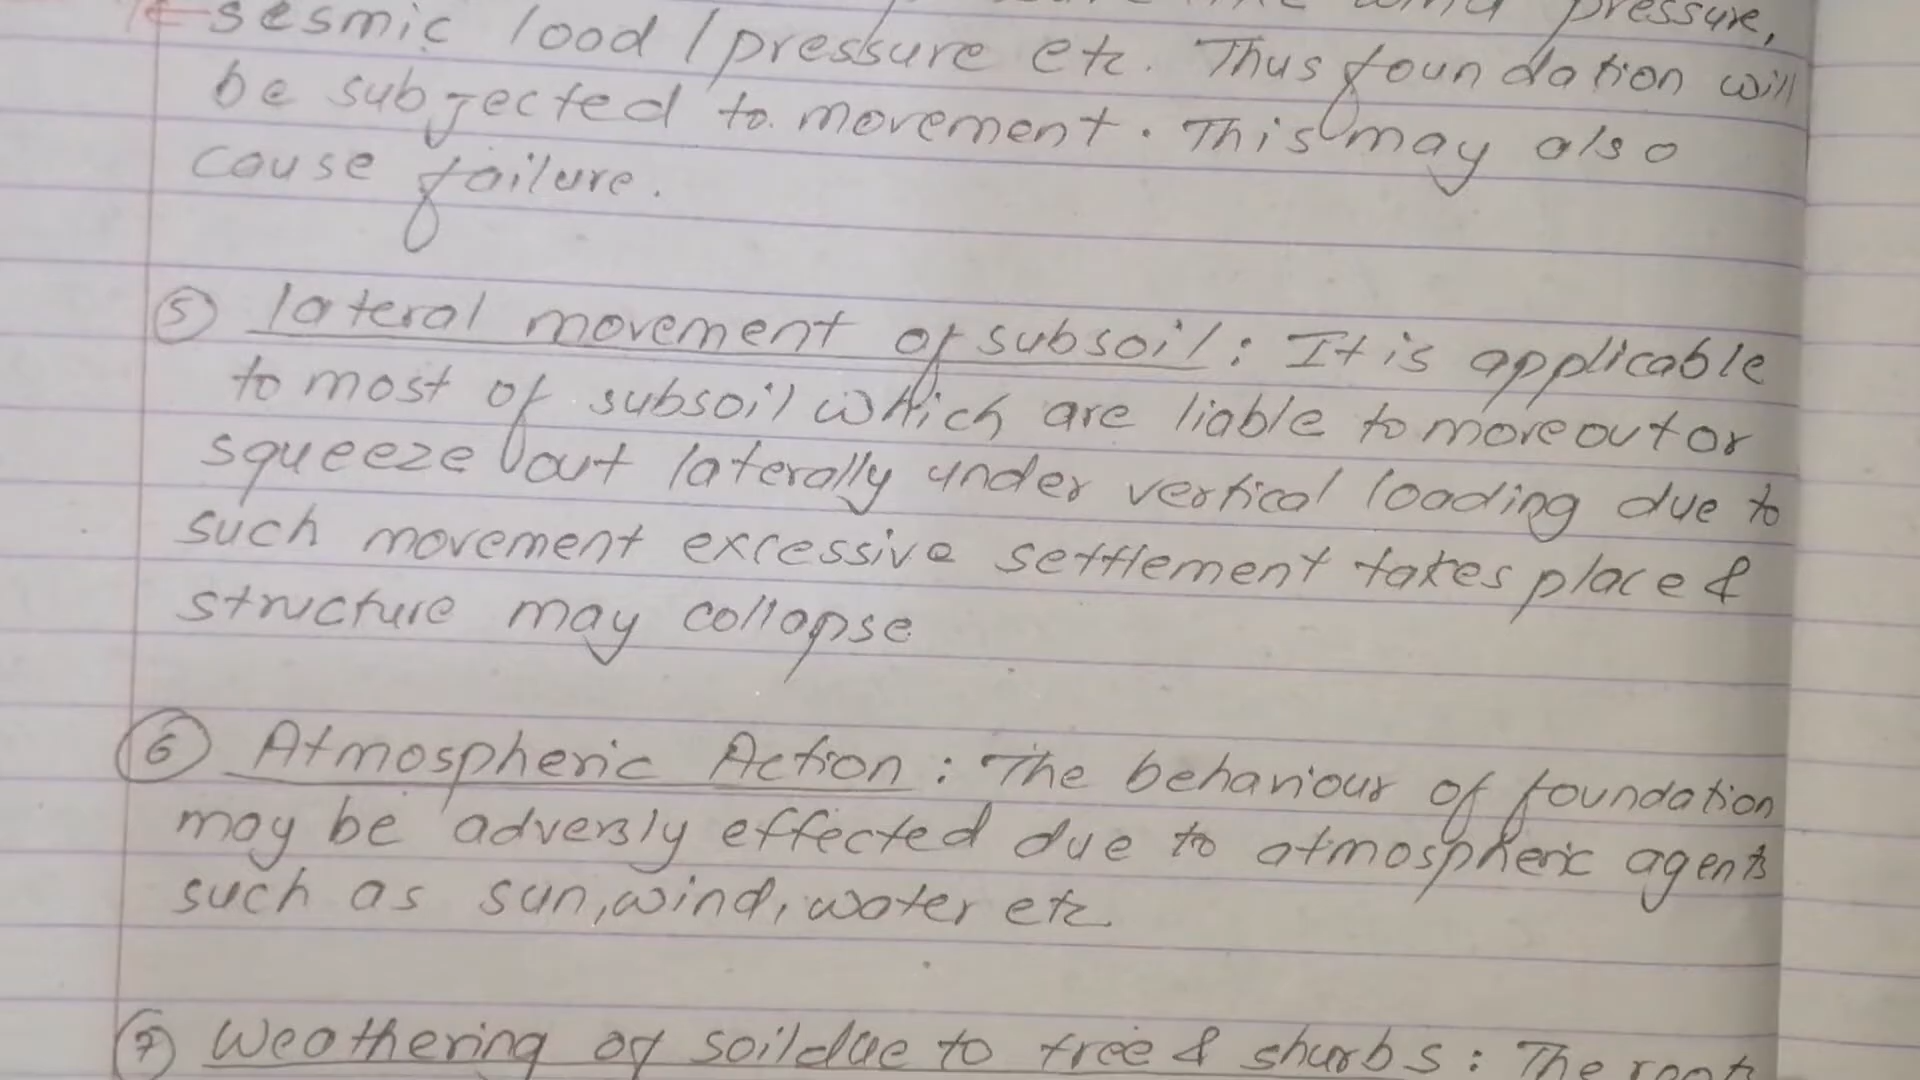 wind pressure,
sesmic load / pressure etc. Thus foundation will
be subjected to movement. This may also
cause failure.
5 lateral movement of subsoil : It is applicable
to most of subsoil which are liable to move out or
squeeze out laterally under vertical loading due to
such movement excessive settlement takes place &
structure may collapse
6 Atmospheric Action : The behaviour of foundation
may be adversly effected due to atmospheric agents
such as sun, wind, water etc.
7 Weathering of soil due to tree & shurbs : The roots